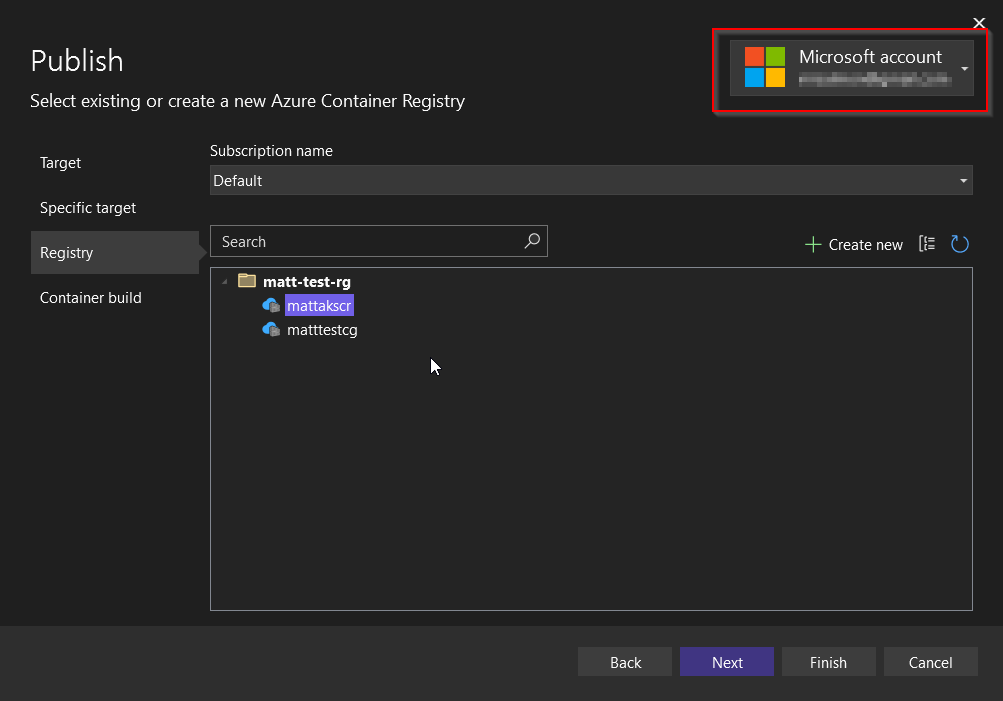 Publish
Select existing or create a new Azure Container Registry
Microsoft account
Target
Specific target
Registry
Container build
Subscription name
Default
Search
Create new
matt-test-rg
mattakscr
matttestcg
Back
Next
Finish
Cancel